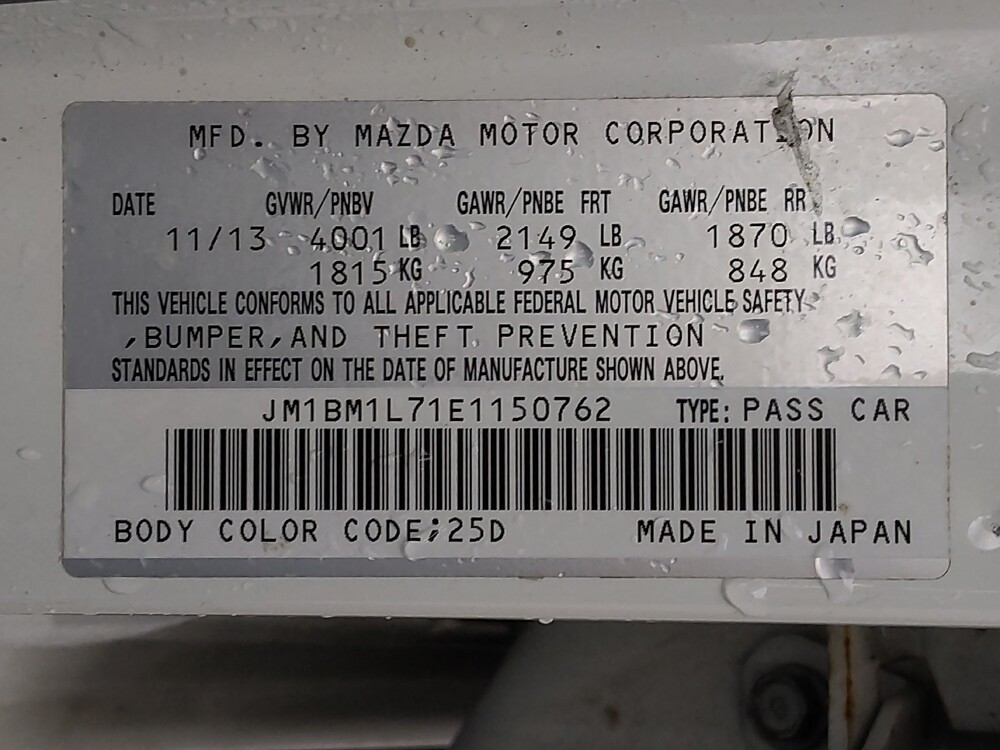 MFD. BY MAZDA MOTOR CORPORATION
DATE GVWR/PNBV GAWR/PNBE FRT GAWR/PNBE RR
11/13 4001 LB 2149 LB 1870 LB
1815 KG 975 KG 848 KG
THIS VEHICLE CONFORMS TO ALL APPLICABLE FEDERAL MOTOR VEHICLE SAFETY
,BUMPER,AND THEFT PREVENTION
STANDARDS IN EFFECT ON THE DATE OF MANUFACTURE SHOWN ABOVE.
JM1BM1L71E1150762 TYPE: PASS CAR
BODY COLOR CODE;25D MADE IN JAPAN